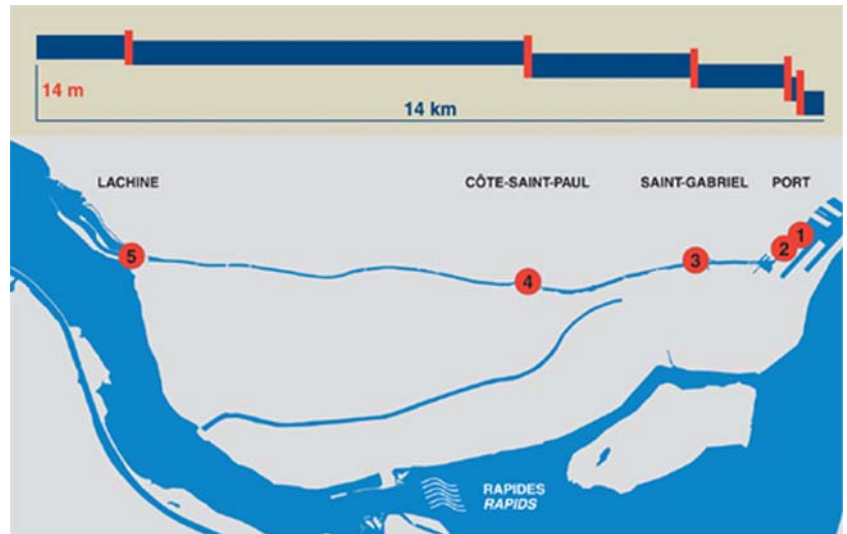 14 m
14 km
LACHINE
CÔTE-SAINT-PAUL
SAINT-GABRIEL
PORT
1
2
3
4
5
RAPIDES
RAPIDS